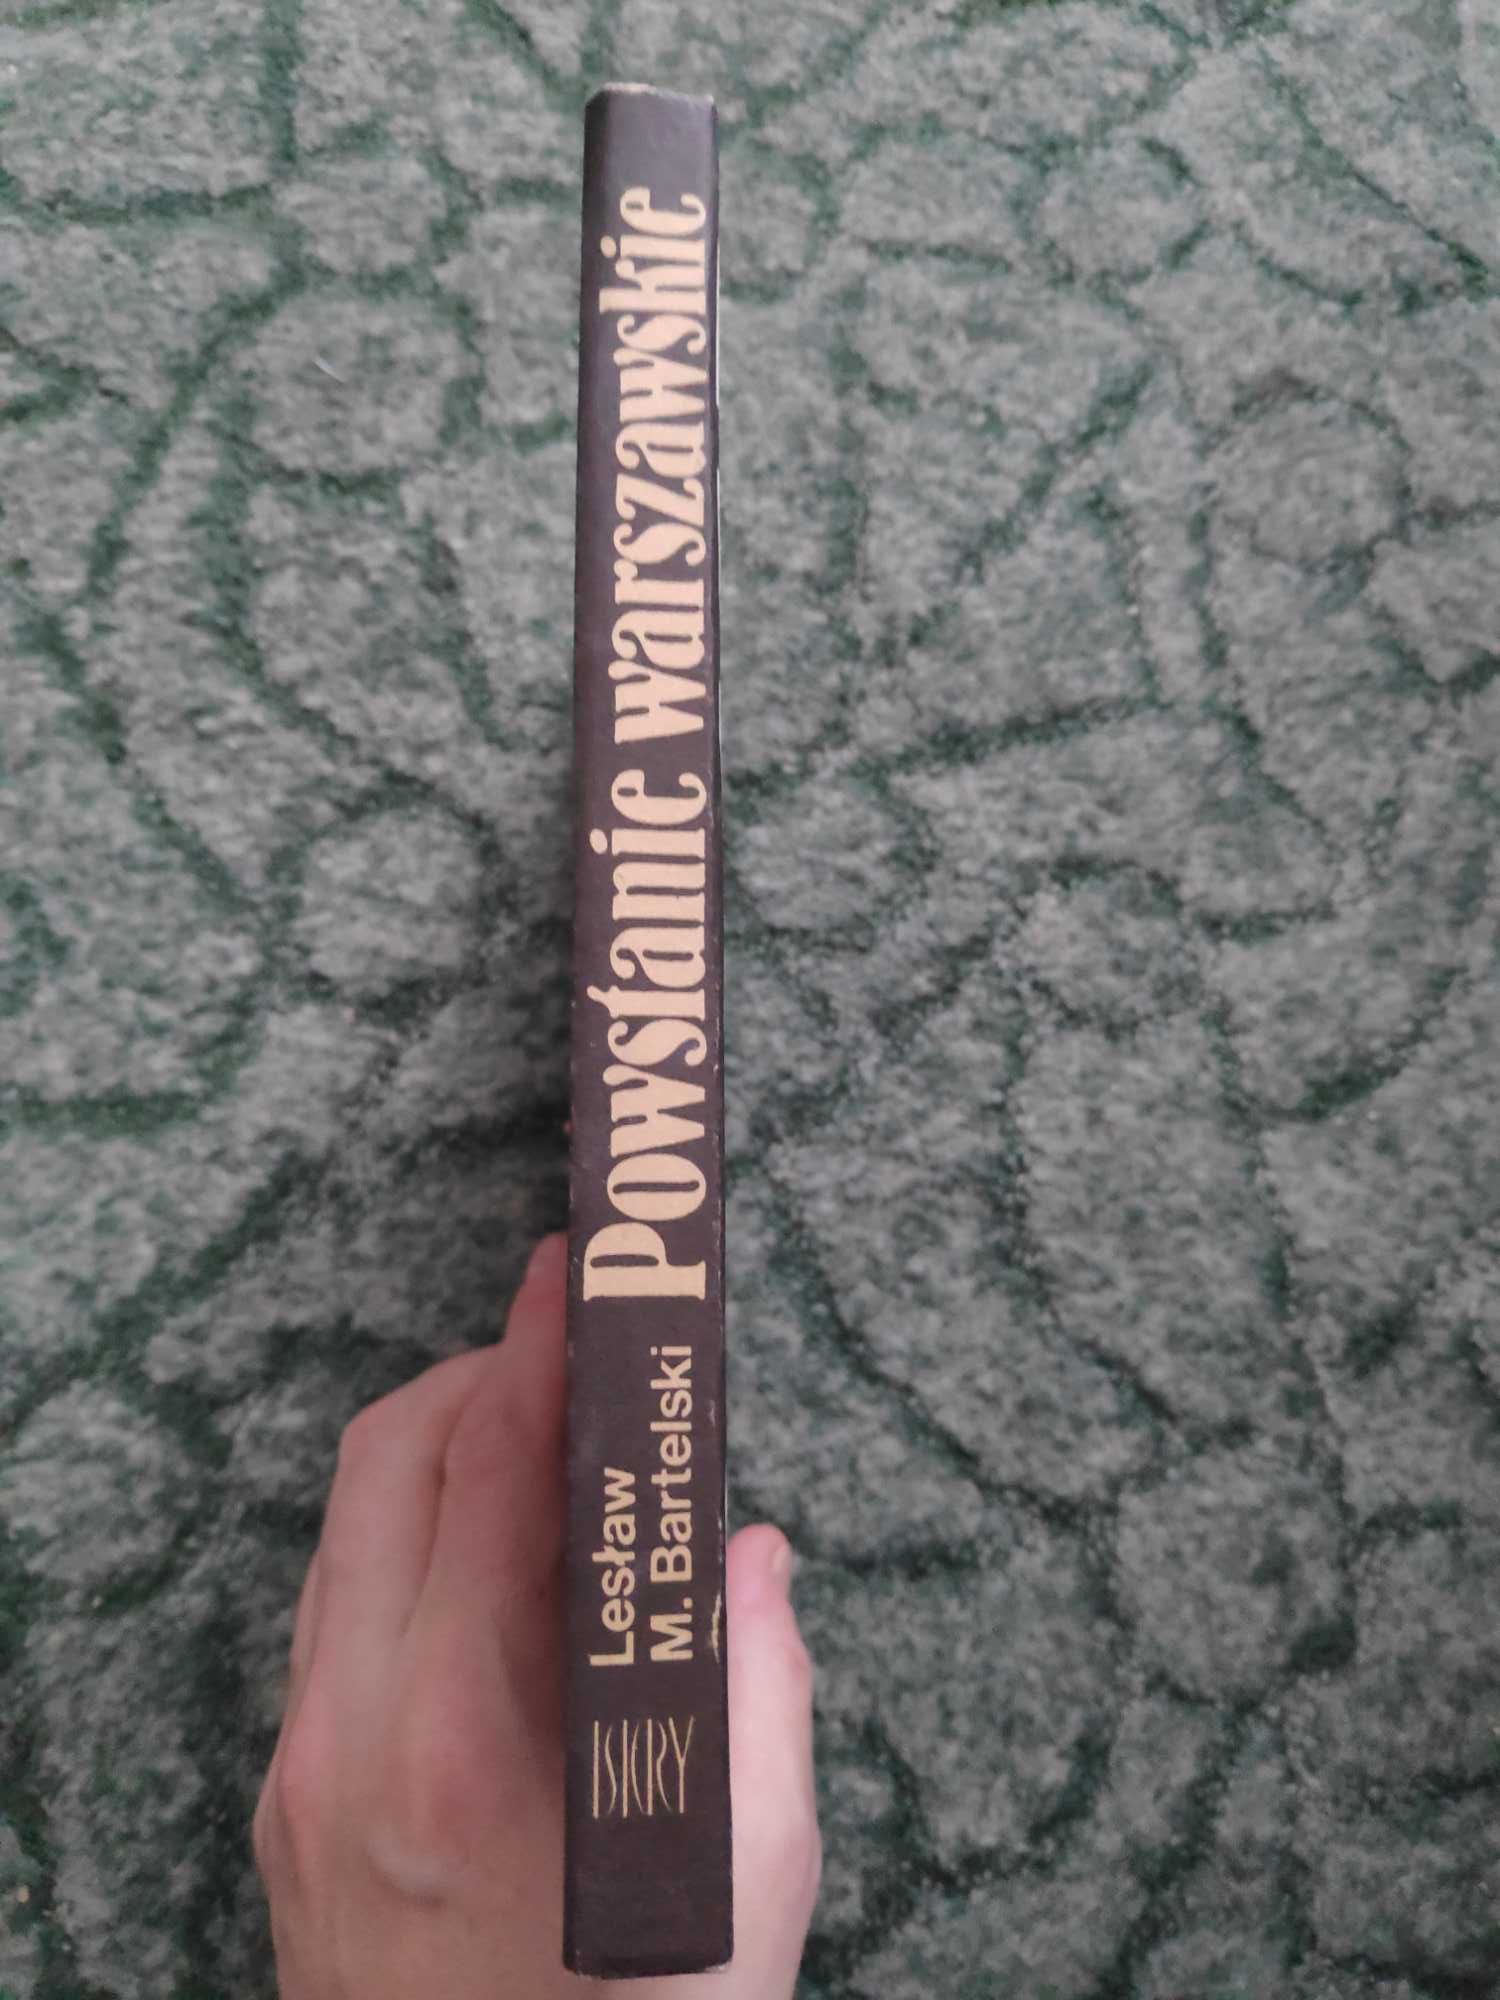 ISKRY
Lesław
M. Bartelski
Powstanie warszawskie